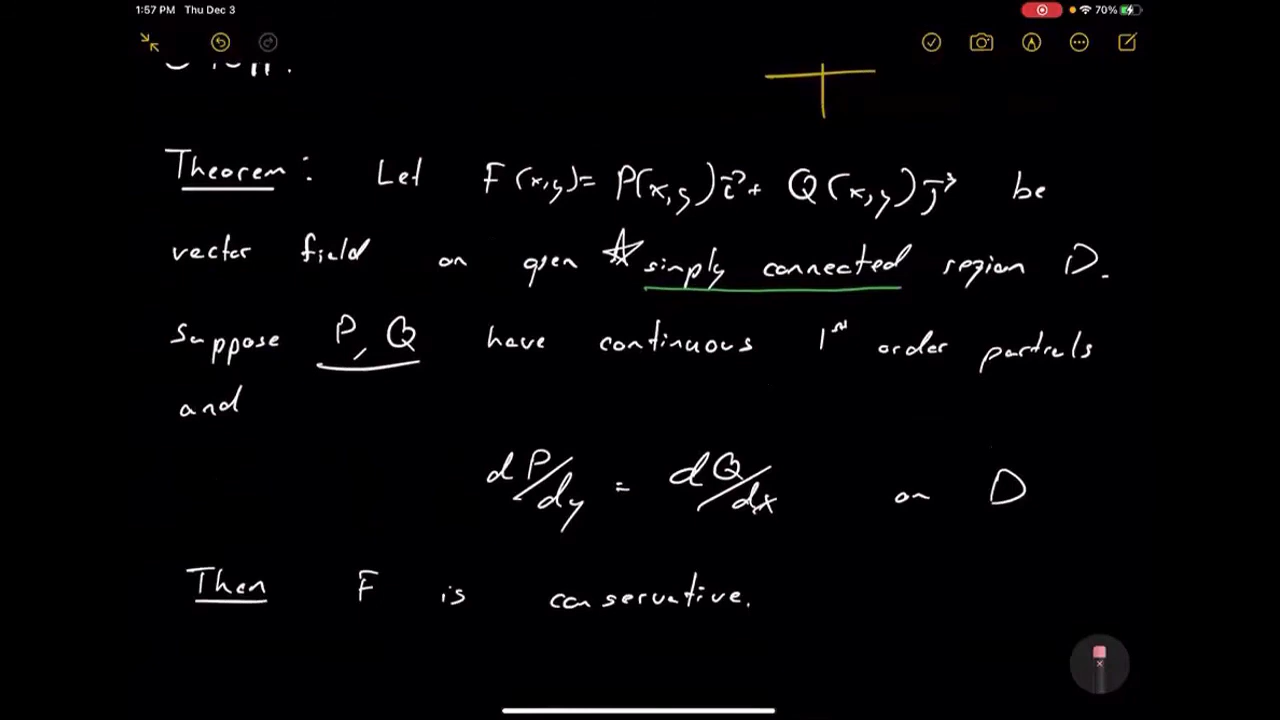 1:57 PM Thu Dec 3 70%
Theorem: Let F(x,y)= P(x,y)i⃗ + Q(x,y)j⃗ be
vector field on open ☆simply connected region D.
Suppose P, Q have continuous 1st order partials
and
dP/dy = dQ/dx on D
Then F is conservative.